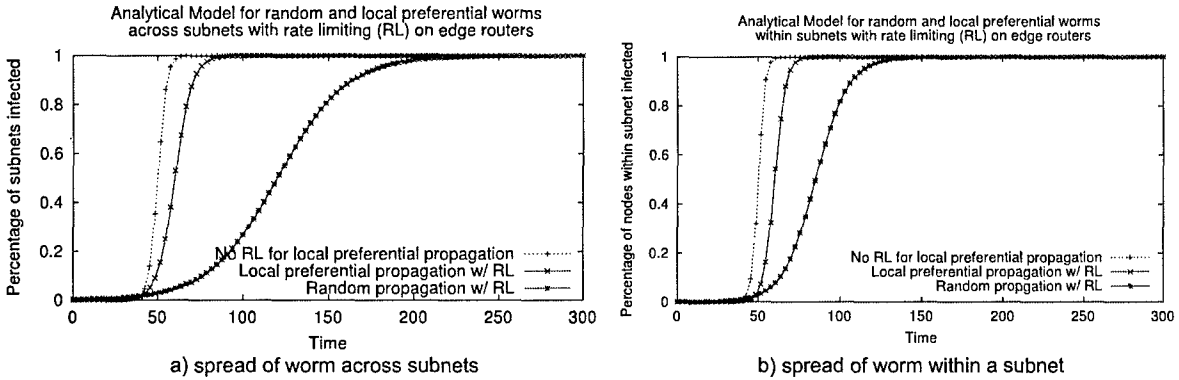 Analytical Model for random and local preferential worms
across subnets with rate limiting (RL) on edge routers
Percentage of subnets infected
1
0.8
0.6
0.4
0.2
0
No RL for local preferential propagation
Local preferential propagation w/ RL
Random propagation w/ RL
0 50 100 150 200 250 300
Time
a) spread of worm across subnets
Analytical Model for random and local preferential worms
within subnets with rate limiting (RL) on edge routers
Percentage of nodes within subnet infected
1
0.8
0.6
0.4
0.2
0
No RL for local preferential propagation
Local preferential propagation w/ RL
Random propgation w/ RL
0 50 100 150 200 250 300
Time
b) spread of worm within a subnet